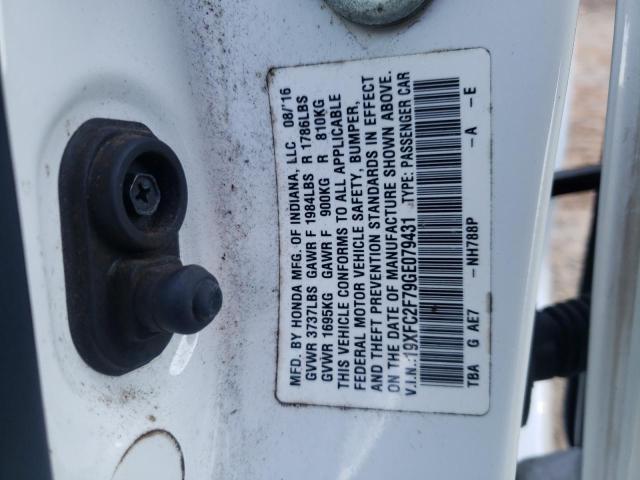 MFD. BY HONDA MFG. OF INDIANA, LLC 08/'16
GVWR 3737LBS GAWR F 1984LBS R 1786LBS
GVWR 1695KG GAWR F 900KG R 810KG
THIS VEHICLE CONFORMS TO ALL APPLICABLE
FEDERAL MOTOR VEHICLE SAFETY, BUMPER,
AND THEFT PREVENTION STANDARDS IN EFFECT
ON THE DATE OF MANUFACTURE SHOWN ABOVE.
V.I.N.: 19XFC2F79GE079431 TYPE: PASSENGER CAR
TBA G AE7 -NH788P -A -E